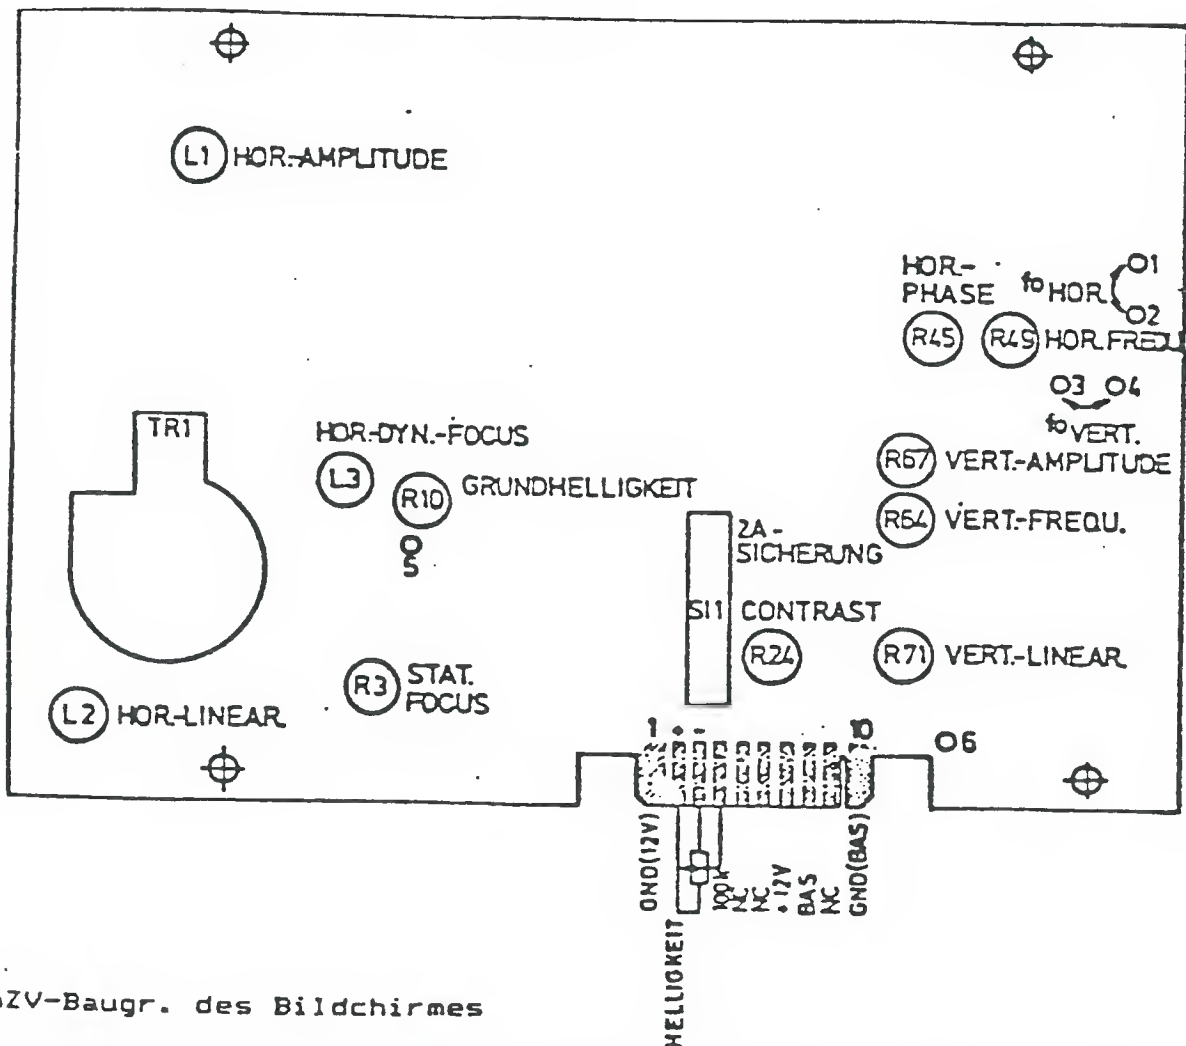 L1 HOR.-AMPLITUDE
HOR.-
PHASE
fo HOR.
O1
O2
R45
R49 HOR.FREQU
O3 O4
fo VERT.
TR1
HOR.-DYN.-FOCUS
L3
R10 GRUNDHELLIGKEIT
5
R67 VERT.-AMPLITUDE
R64 VERT.-FREQU.
2A-
SICHERUNG
SI1
CONTRAST
R24
R71 VERT.-LINEAR
R3 STAT.
FOCUS
L2 HOR.-LINEAR
1 + - 10
O6
GND(12V)
HELLIGKEIT
100k
NC
NC
+12V
BAS
NC
GND(BAS)
ZV-Baugr. des Bildchirmes